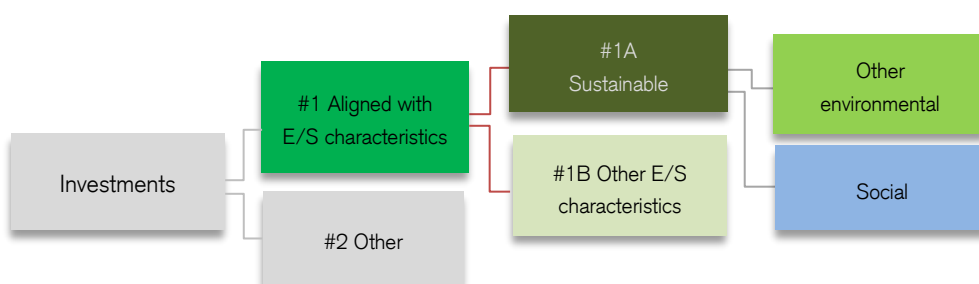 Investments
#1 Aligned with
E/S characteristics
#2 Other
#1A
Sustainable
#1B Other E/S
characteristics
Other
environmental
Social